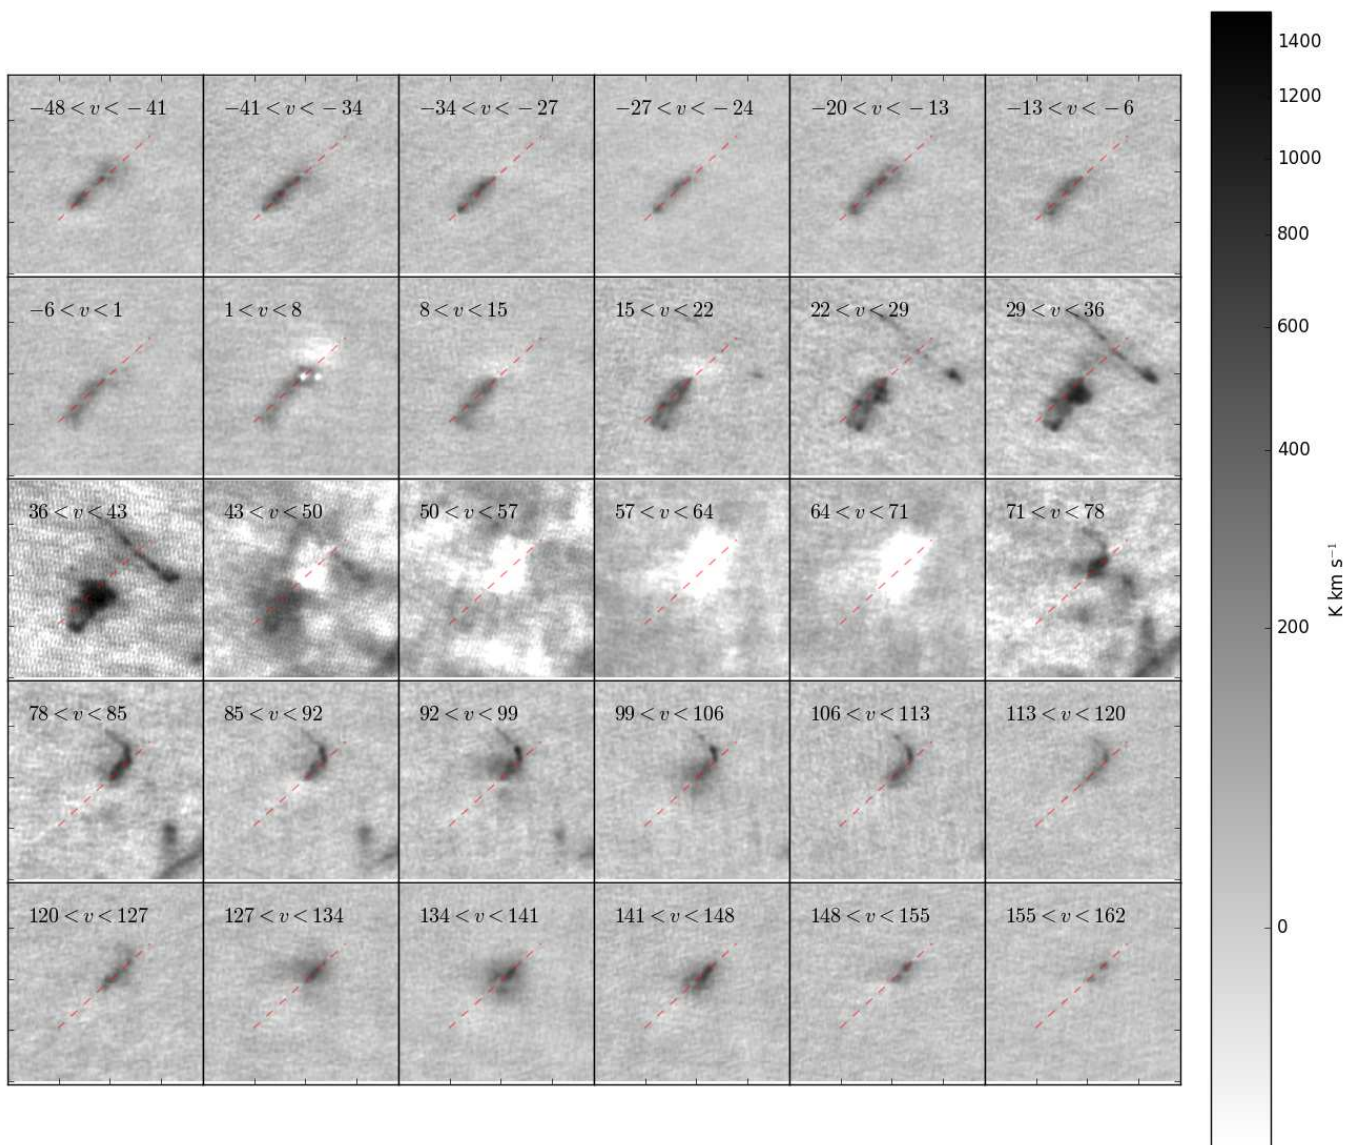 −48 < v < −41
−41 < v < −34
−34 < v < −27
−27 < v < −24
−20 < v < −13
−13 < v < −6
−6 < v < 1
1 < v < 8
8 < v < 15
15 < v < 22
22 < v < 29
29 < v < 36
36 < v < 43
43 < v < 50
50 < v < 57
57 < v < 64
64 < v < 71
71 < v < 78
78 < v < 85
85 < v < 92
92 < v < 99
99 < v < 106
106 < v < 113
113 < v < 120
120 < v < 127
127 < v < 134
134 < v < 141
141 < v < 148
148 < v < 155
155 < v < 162
1400
1200
1000
800
600
400
200
0
K km s⁻¹